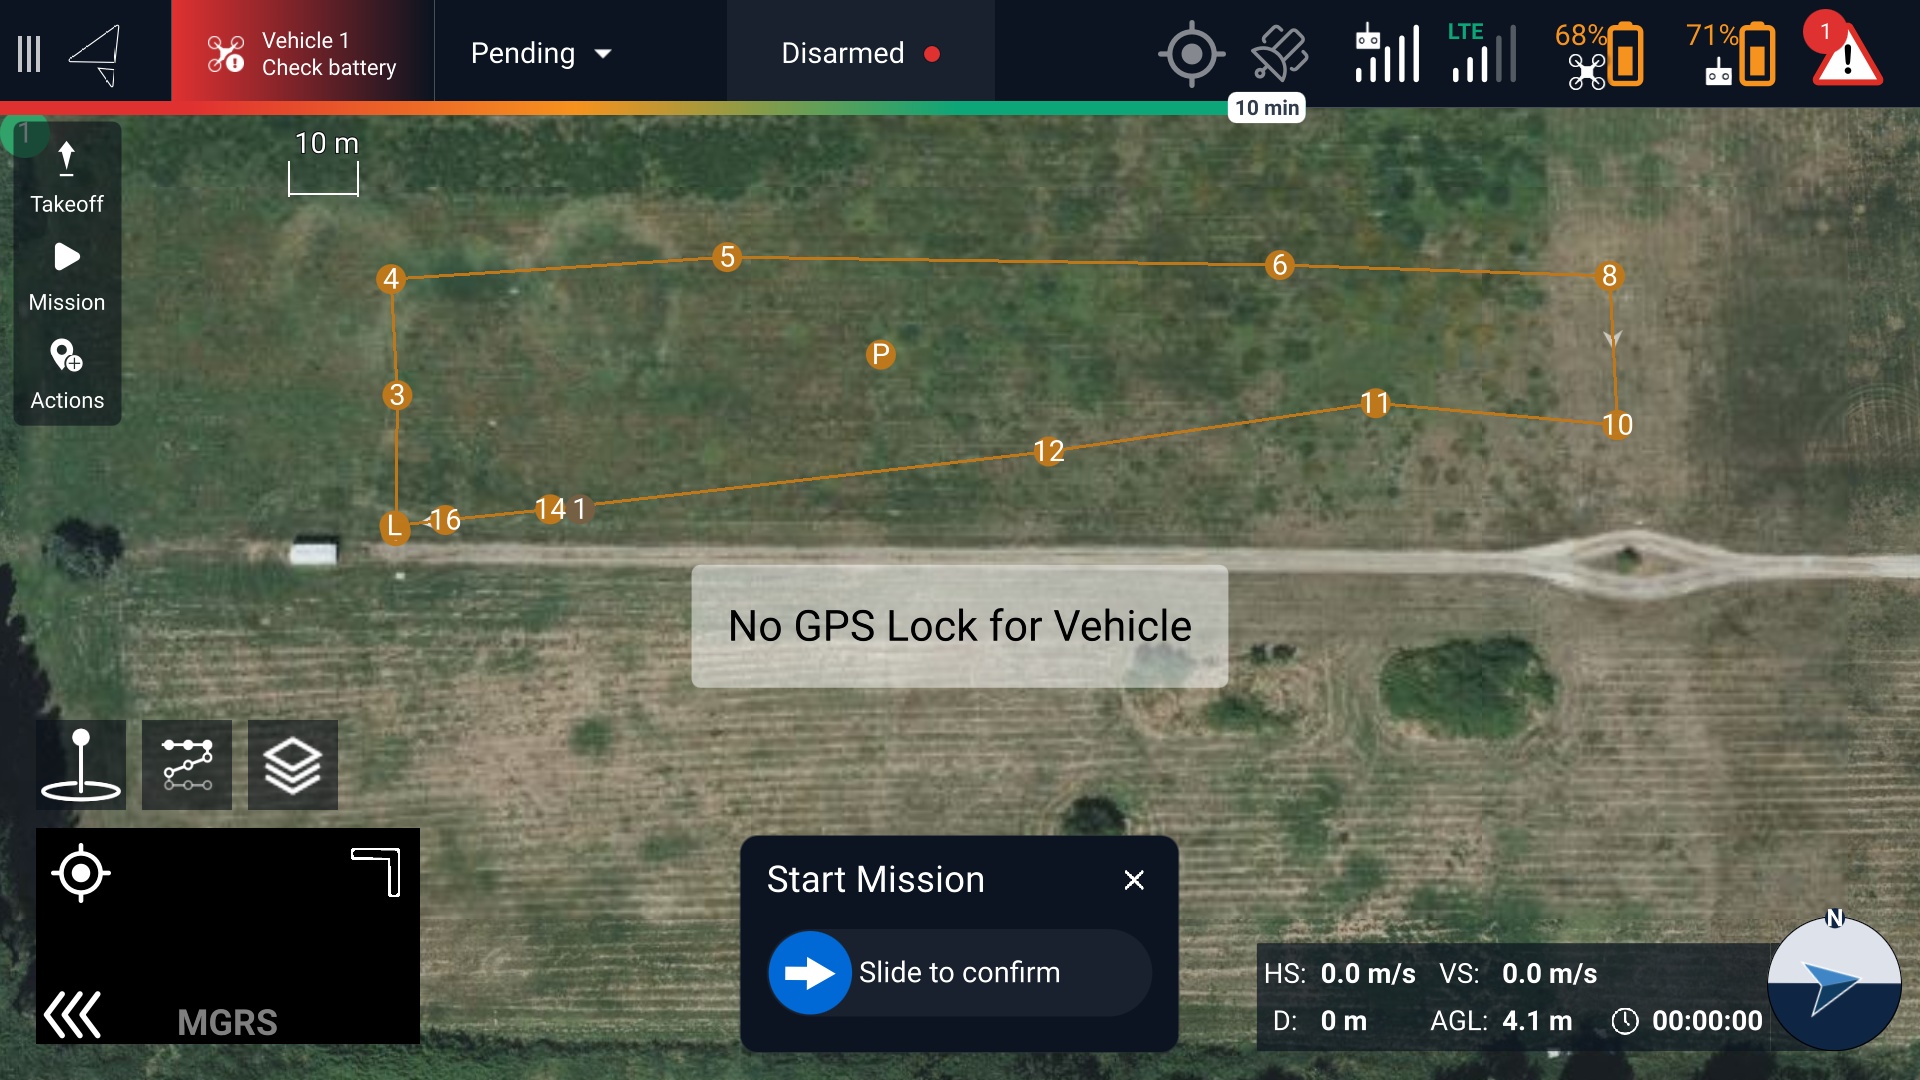 Vehicle 1
Check battery
Pending
Disarmed
LTE
68%
71%
1
10 min
1
Takeoff
Mission
Actions
10 m
4
5
6
8
P
3
11
10
12
14
1
16
L
No GPS Lock for Vehicle
MGRS
Start Mission
Slide to confirm
N
HS: 0.0 m/s VS: 0.0 m/s
D: 0 m AGL: 4.1 m 00:00:00